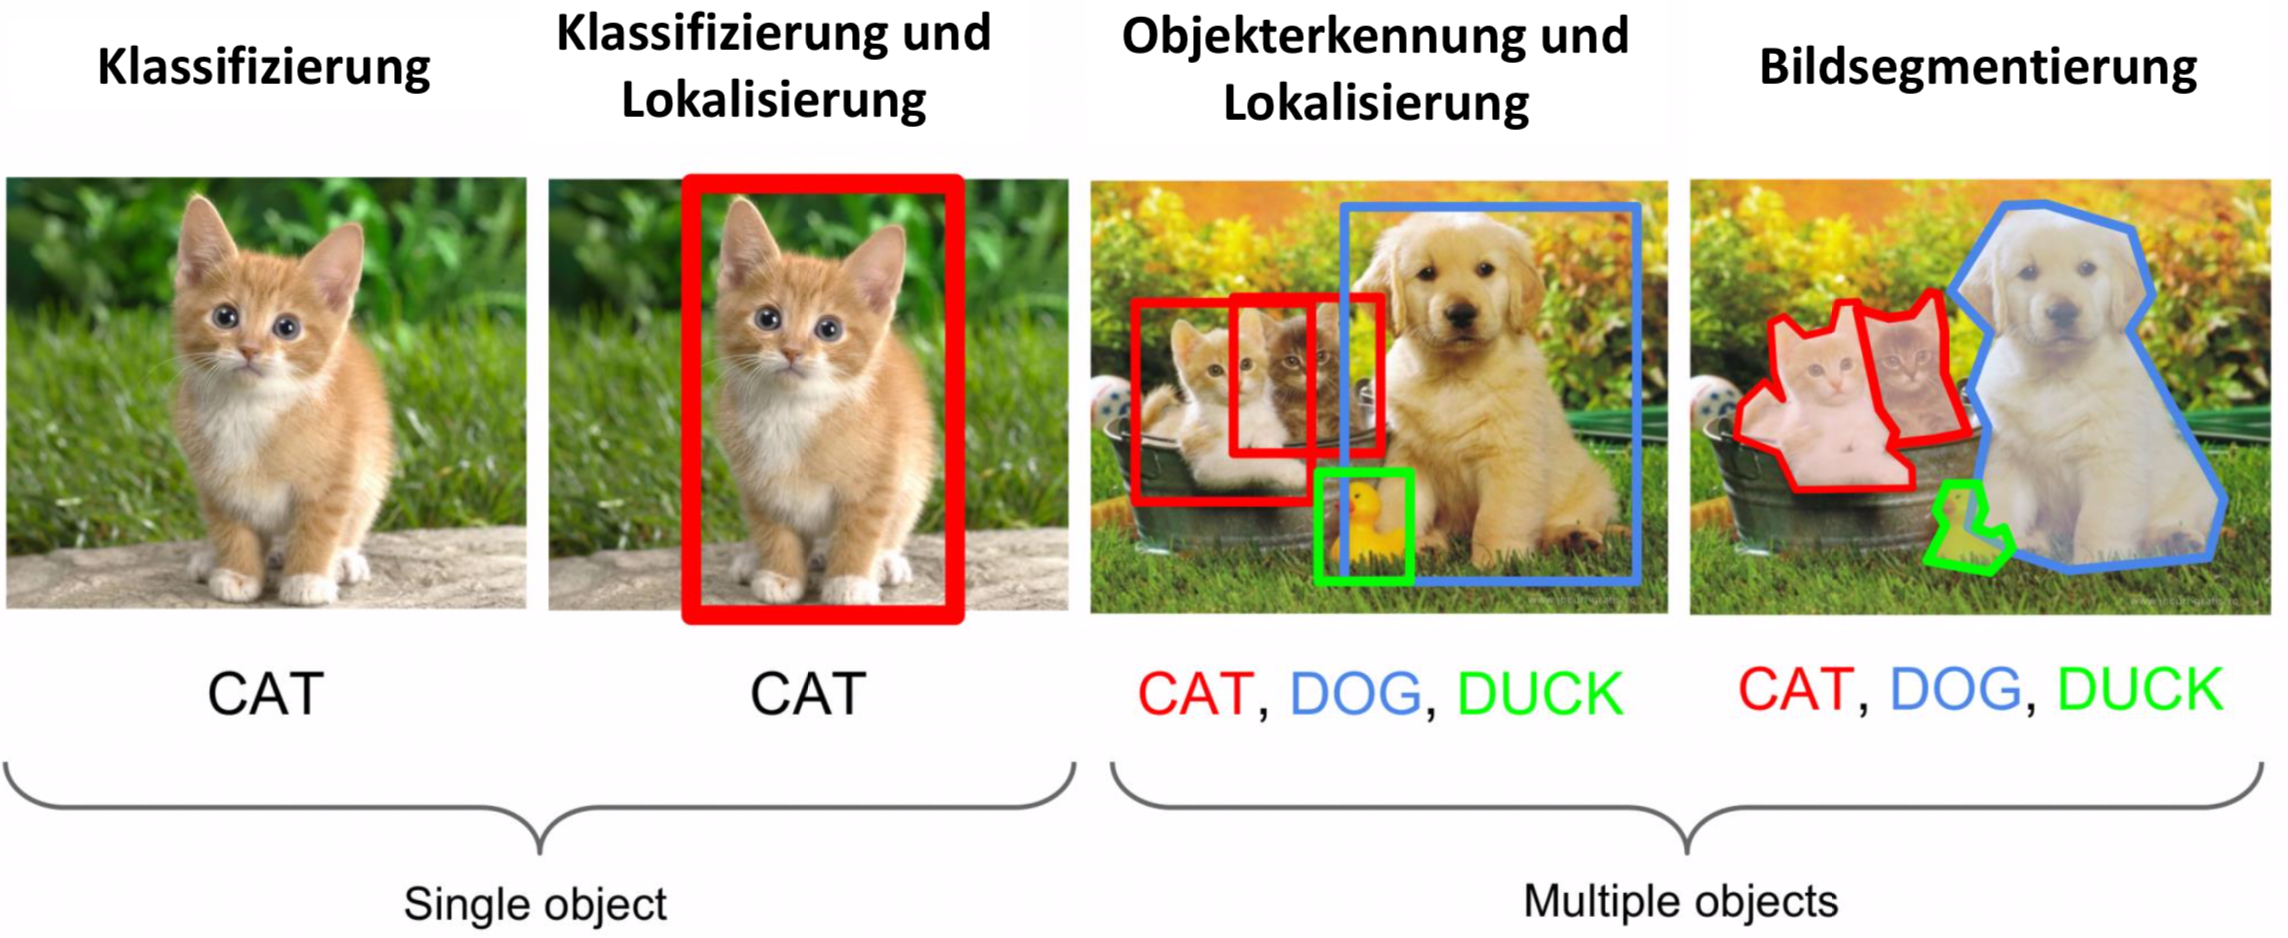 Klassifizierung
Klassifizierung und
Lokalisierung
Objekterkennung und
Lokalisierung
Bildsegmentierung
CAT
CAT
CAT, DOG, DUCK
CAT, DOG, DUCK
Single object
Multiple objects